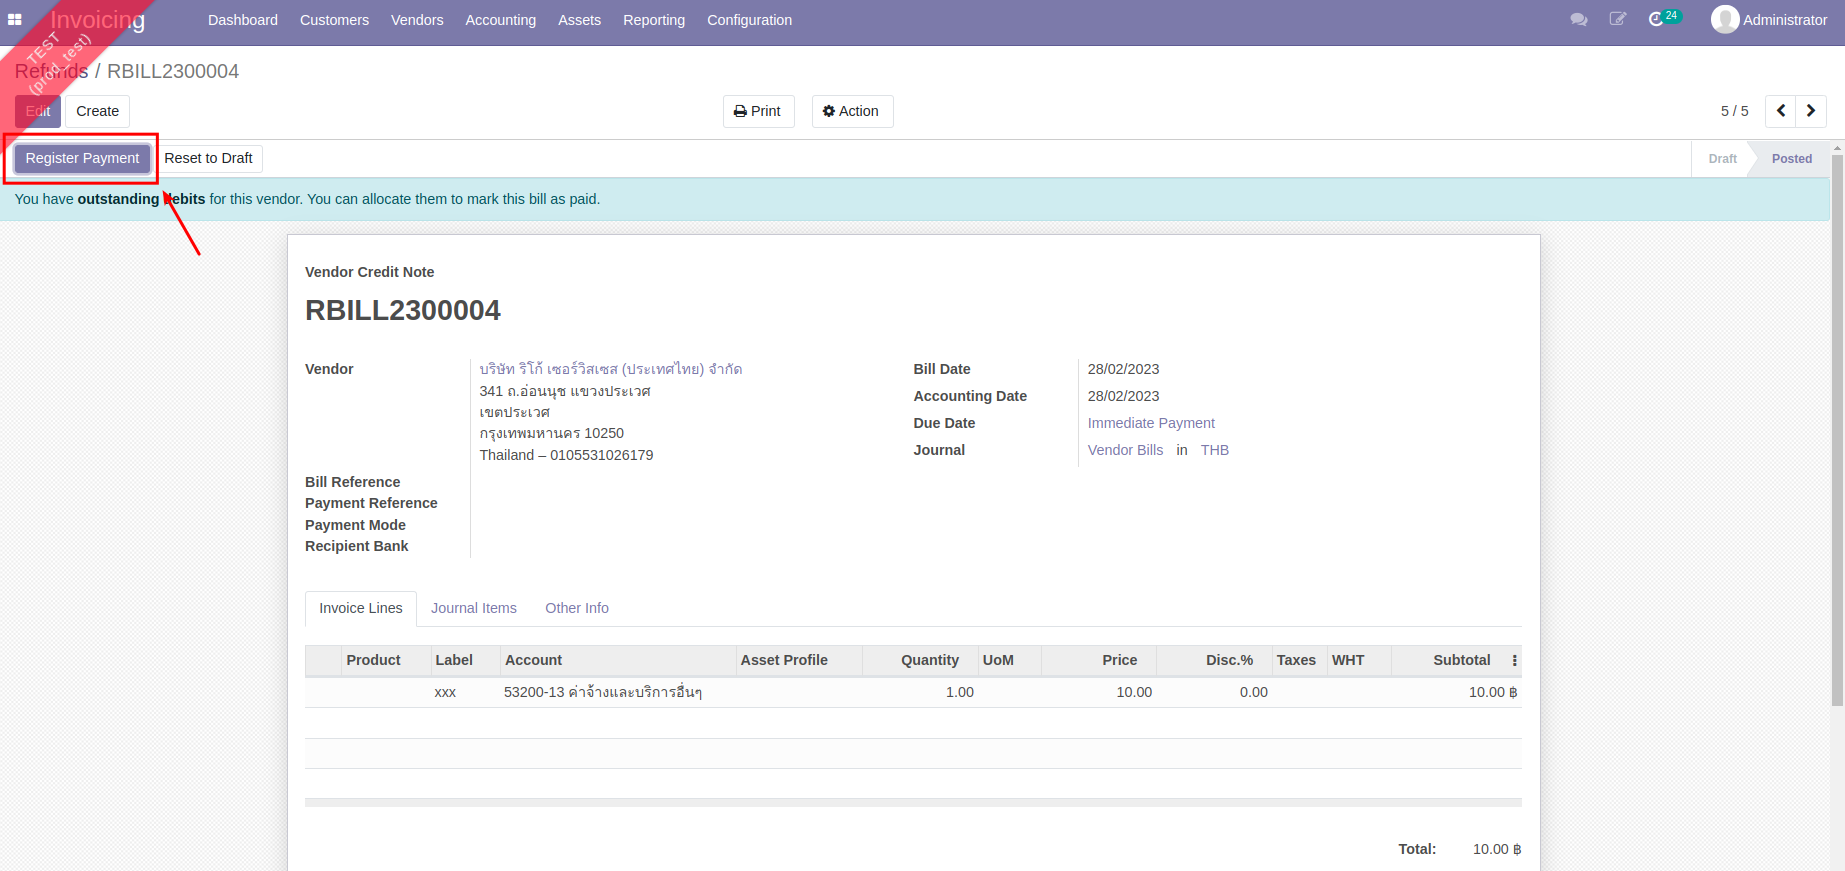 Invoicing Dashboard Customers Vendors Accounting Assets Reporting Configuration 24 Administrator
TEST
(prod_test)
Refunds / RBILL2300004
Edit Create Print Action 5 / 5
Register Payment Reset to Draft Draft Posted
You have outstanding debits for this vendor. You can allocate them to mark this bill as paid.
Vendor Credit Note
RBILL2300004
Vendor บริษัท ริโก้ เซอร์วิสเซส (ประเทศไทย) จำกัด
341 ถ.อ่อนนุช แขวงประเวศ
เขตประเวศ
กรุงเทพมหานคร 10250
Thailand – 0105531026179
Bill Date 28/02/2023
Accounting Date 28/02/2023
Due Date Immediate Payment
Journal Vendor Bills in THB
Bill Reference
Payment Reference
Payment Mode
Recipient Bank
Invoice Lines Journal Items Other Info
Product Label Account Asset Profile Quantity UoM Price Disc.% Taxes WHT Subtotal
xxx 53200-13 ค่าจ้างและบริการอื่นๆ 1.00 10.00 0.00 10.00 ฿
Total: 10.00 ฿